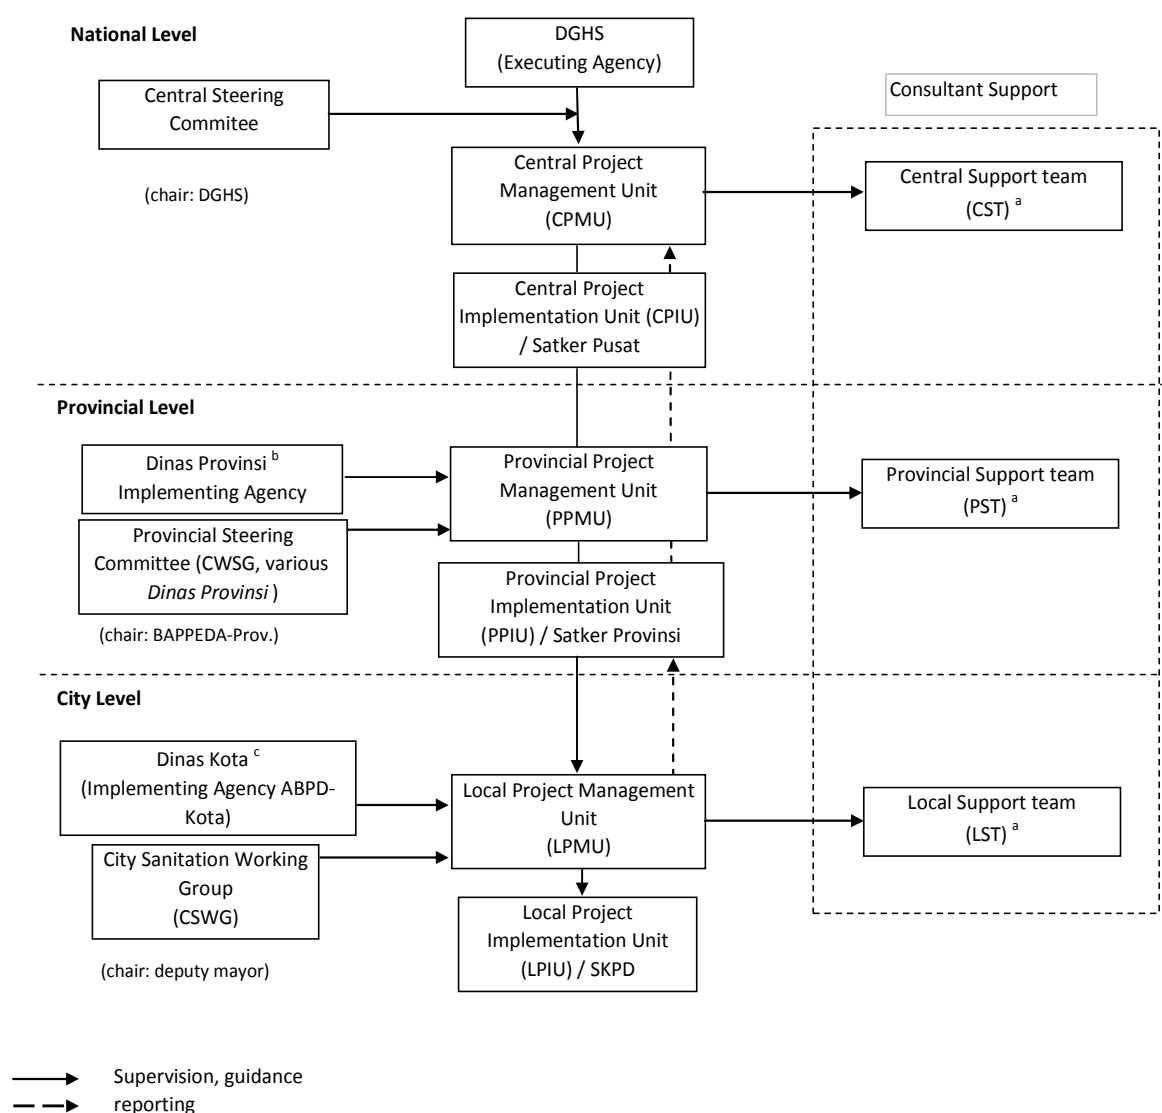 National Level
DGHS
(Executing Agency)
Central Steering
Commitee
(chair: DGHS)
Consultant Support
Central Project
Management Unit
(CPMU)
Central Support team
(CST) a
Central Project
Implementation Unit (CPIU)
/ Satker Pusat
Provincial Level
Dinas Provinsi b
Implementing Agency
Provincial Steering
Committee (CWSG, various
Dinas Provinsi )
(chair: BAPPEDA-Prov.)
Provincial Project
Management Unit
(PPMU)
Provincial Support team
(PST) a
Provincial Project
Implementation Unit
(PPIU) / Satker Provinsi
City Level
Dinas Kota c
(Implementing Agency ABPD-
Kota)
City Sanitation Working
Group
(CSWG)
(chair: deputy mayor)
Local Project Management
Unit
(LPMU)
Local Support team
(LST) a
Local Project
Implementation Unit
(LPIU) / SKPD
Supervision, guidance
reporting